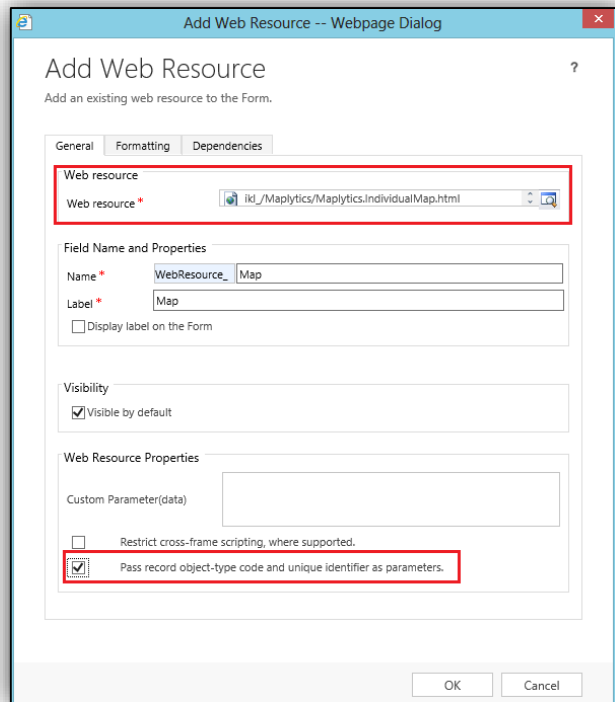 Add Web Resource -- Webpage Dialog
Add Web Resource
?
Add an existing web resource to the Form.
General Formatting Dependencies
Web resource
Web resource * ikl_/Maplytics/Maplytics.IndividualMap.html
Field Name and Properties
Name * WebResource_ Map
Label * Map
Display label on the Form
Visibility
Visible by default
Web Resource Properties
Custom Parameter(data)
Restrict cross-frame scripting, where supported.
Pass record object-type code and unique identifier as parameters.
OK Cancel